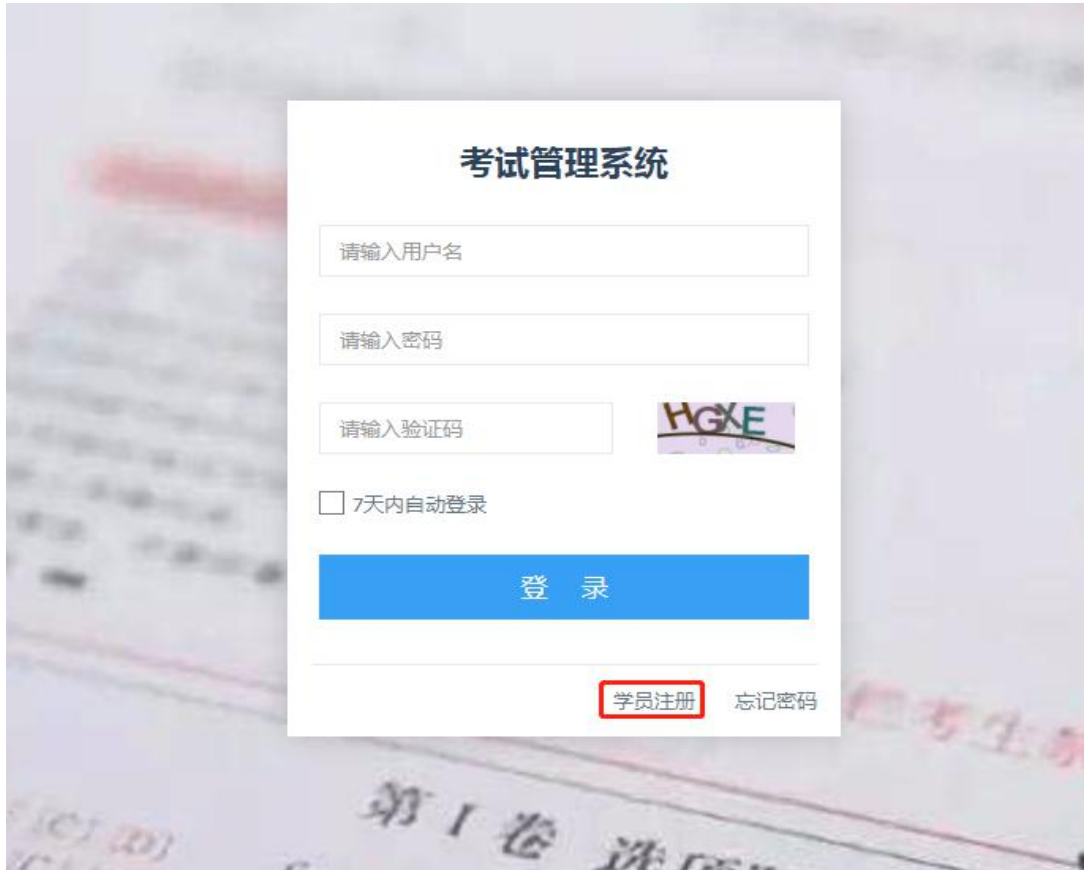 考试管理系统
请输入用户名
请输入密码
请输入验证码 HGXE
7天内自动登录
登 录
学员注册 忘记密码
第 I 卷